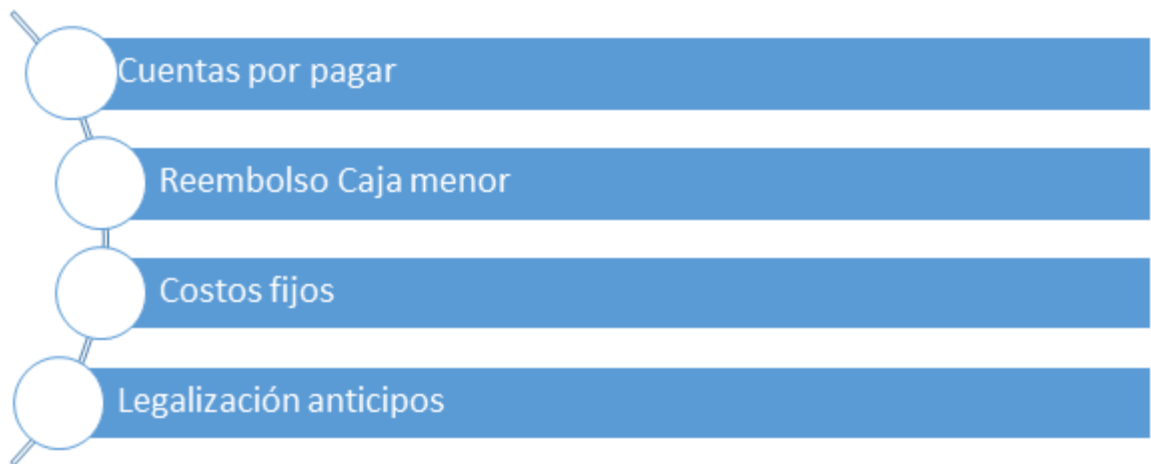 Cuentas por pagar
Reembolso Caja menor
Costos fijos
Legalización anticipos